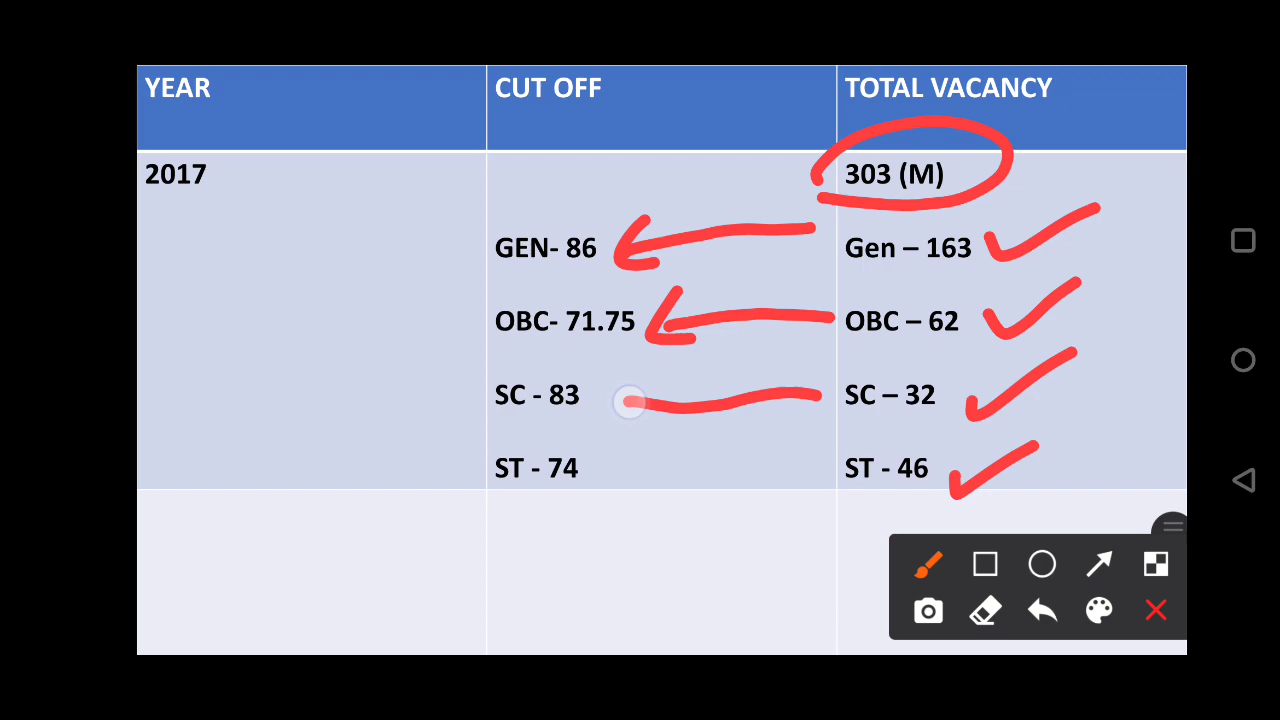 YEAR CUT OFF TOTAL VACANCY
2017 303 (M)
GEN- 86 Gen – 163
OBC- 71.75 OBC – 62
SC - 83 SC – 32
ST - 74 ST - 46